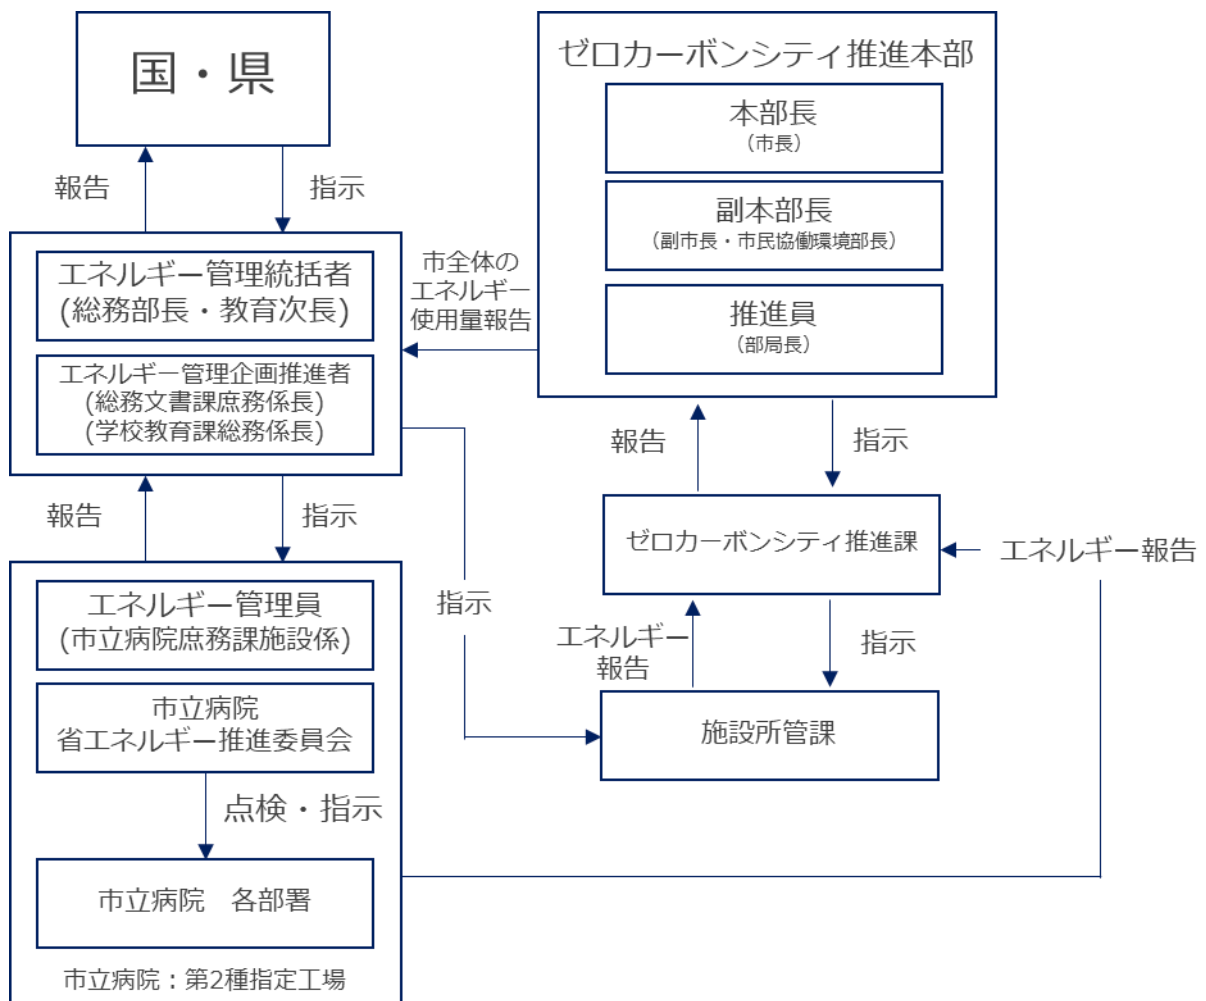 国・県
報告
指示
エネルギー管理統括者
(総務部長・教育次長)
エネルギー管理企画推進者
(総務文書課庶務係長)
(学校教育課総務係長)
報告
指示
エネルギー管理員
(市立病院庶務課施設係)
市立病院
省エネルギー推進委員会
点検・指示
市立病院　各部署
市立病院：第2種指定工場
ゼロカーボンシティ推進本部
本部長
（市長）
副本部長
（副市長・市民協働環境部長）
推進員
（部局長）
市全体の
エネルギー
使用量報告
報告
指示
ゼロカーボンシティ推進課
エネルギー報告
指示
エネルギー
報告
指示
施設所管課